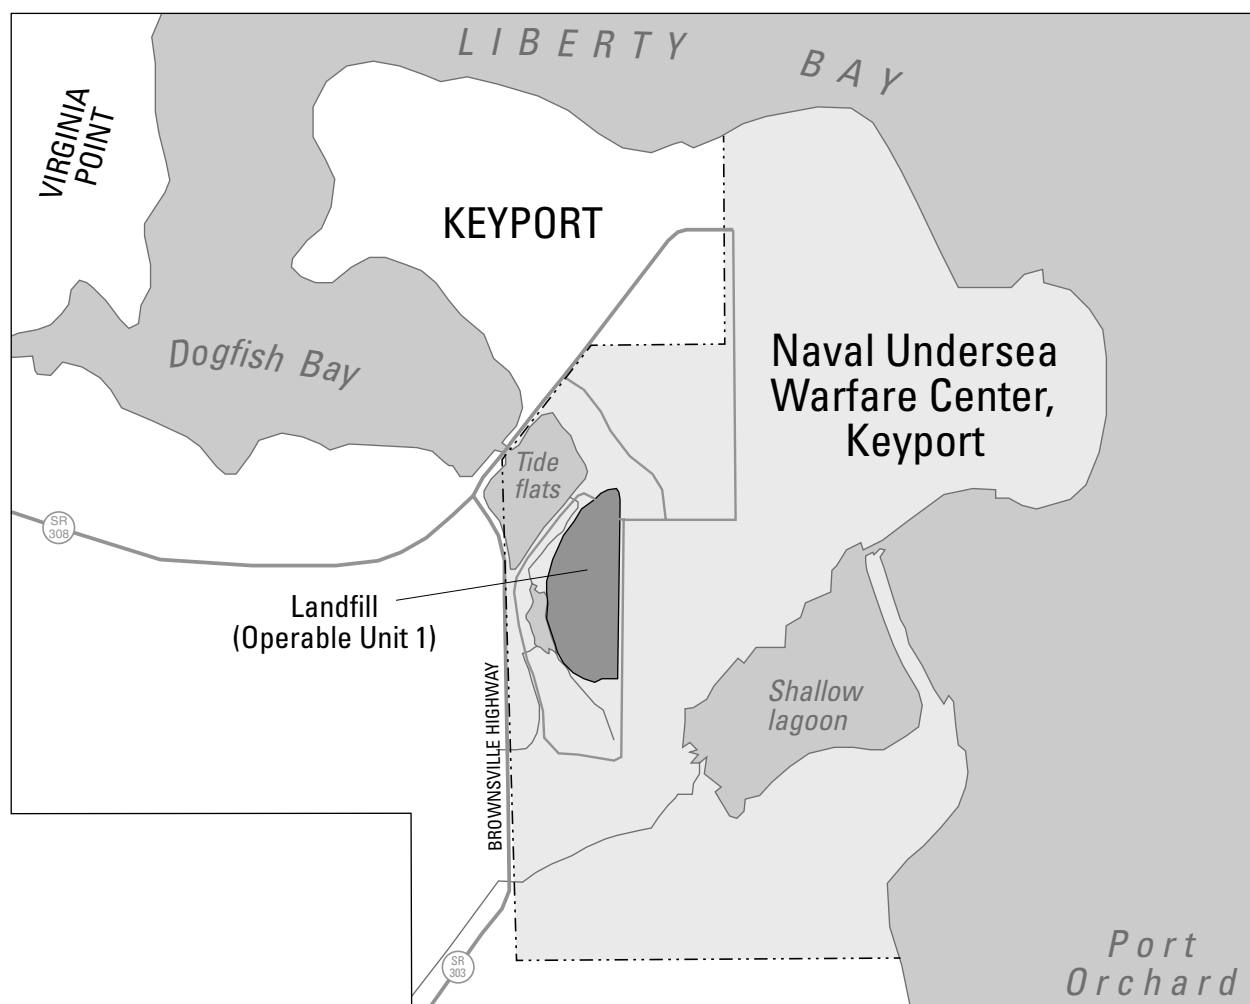 LIBERTY BAY
VIRGINIA
POINT
KEYPORT
Dogfish Bay
Naval Undersea
Warfare Center,
Keyport
Tide
flats
SR
308
Landfill
(Operable Unit 1)
BROWNSVILLE HIGHWAY
Shallow
lagoon
SR
303
Port
Orchard